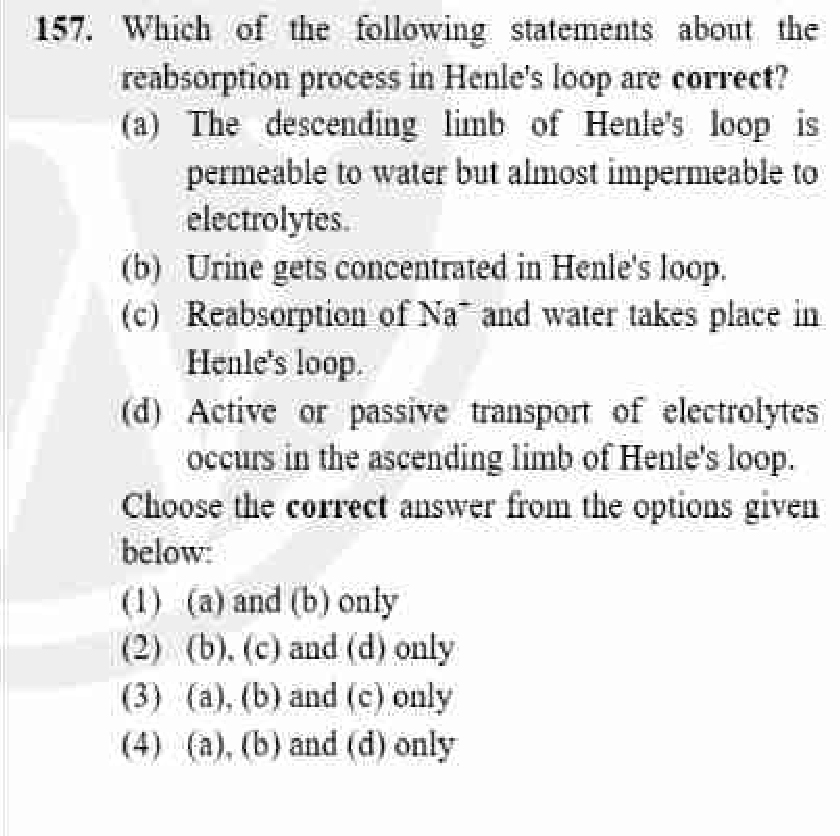 157. Which of the following statements about the
reabsorption process in Henle's loop are correct?
(a) The descending limb of Henle's loop is
permeable to water but almost impermeable to
electrolytes.
(b) Urine gets concentrated in Henle's loop.
(c) Reabsorption of Na⁺ and water takes place in
Henle's loop.
(d) Active or passive transport of electrolytes
occurs in the ascending limb of Henle's loop.
Choose the correct answer from the options given
below:
(1) (a) and (b) only
(2) (b), (c) and (d) only
(3) (a), (b) and (c) only
(4) (a), (b) and (d) only